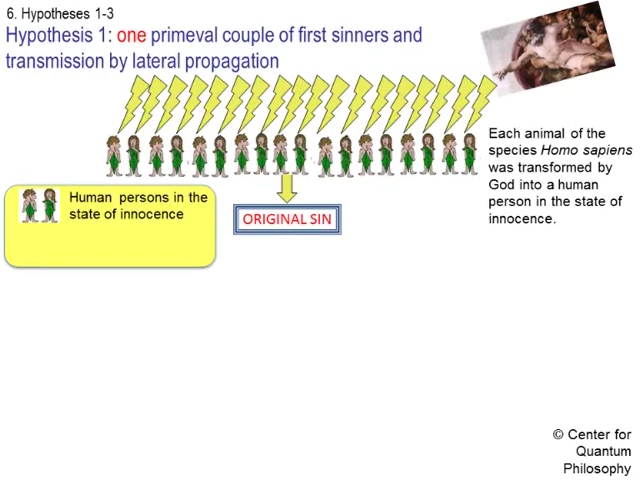 6. Hypotheses 1-3
Hypothesis 1: one primeval couple of first sinners and
transmission by lateral propagation
Each animal of the
species Homo sapiens
was transformed by
God into a human
person in the state of
innocence.
Human persons in the
state of innocence
ORIGINAL SIN
© Center for
Quantum
Philosophy